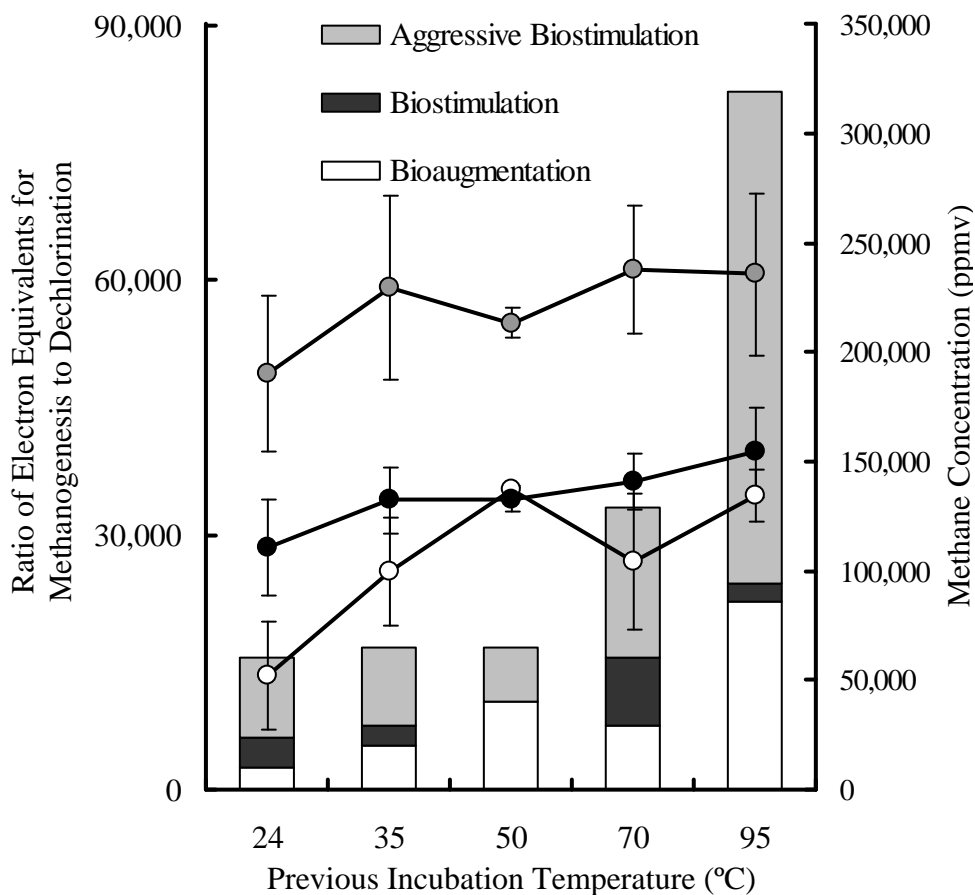 90,000
60,000
30,000
0
Ratio of Electron Equivalents for
Methanogenesis to Dechlorination
Aggressive Biostimulation
Biostimulation
Bioaugmentation
350,000
300,000
250,000
200,000
150,000
100,000
50,000
0
Methane Concentration (ppmv)
24 35 50 70 95
Previous Incubation Temperature (ºC)